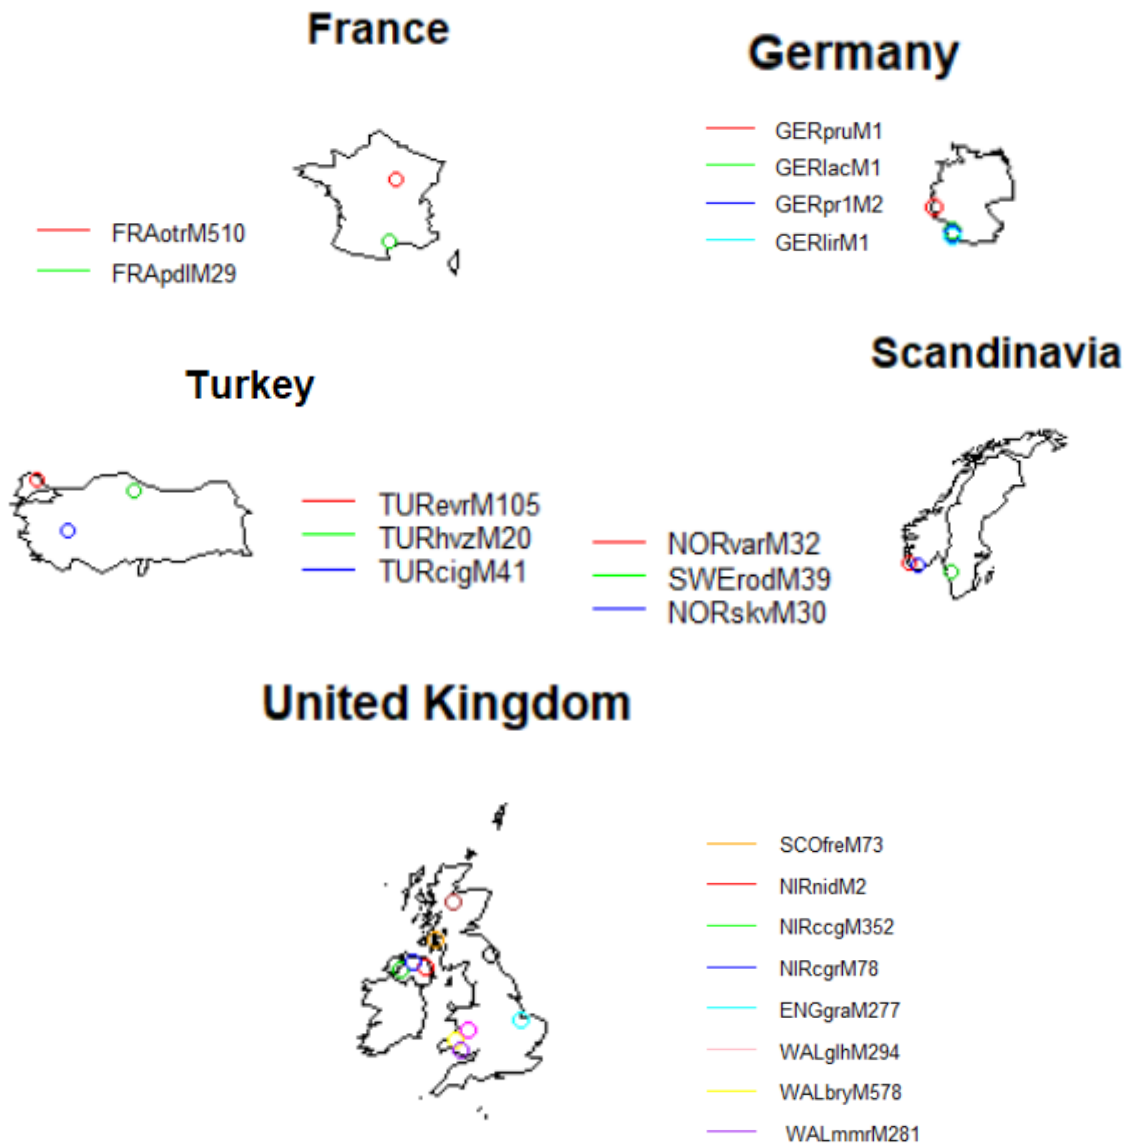 France
Germany
GERpruM1
GERlacM1
GERpr1M2
GERlirM1
FRAotrM510
FRApdlM29
Scandinavia
Turkey
TURevrM105
TURhvzM20
TURcigM41
NORvarM32
SWErodM39
NORskvM30
United Kingdom
SCOfreM73
NIRnidM2
NIRccgM352
NIRcgrM78
ENGgraM277
WALglhM294
WALbryM578
WALmmrM281